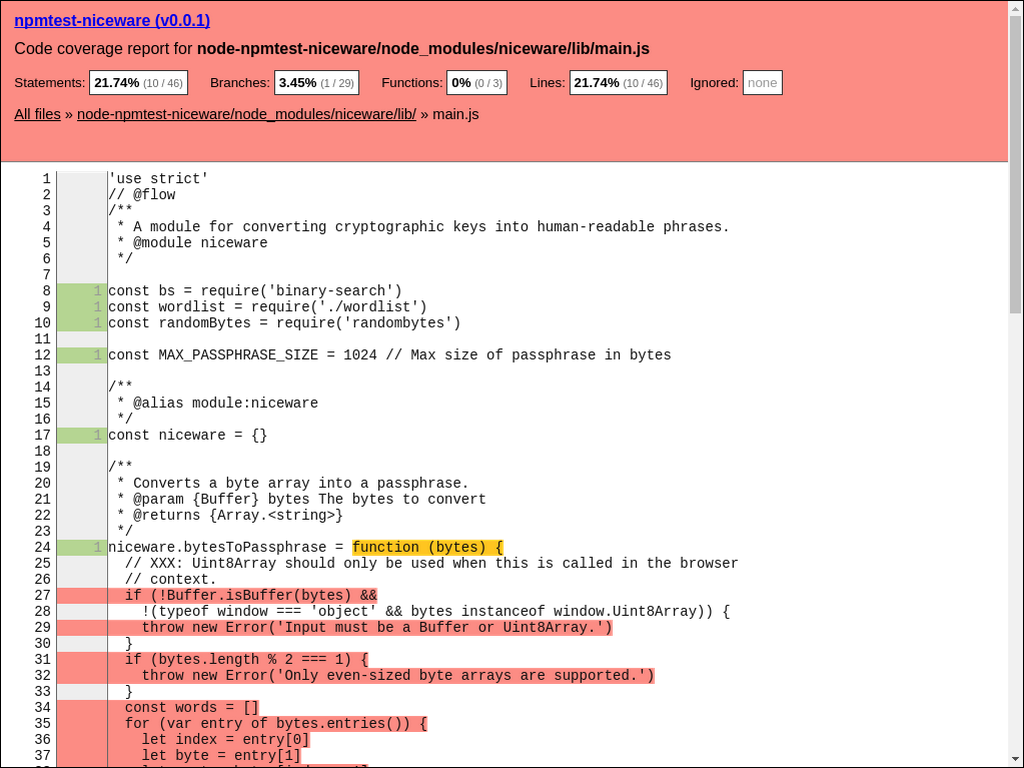 npmtest-niceware (v0.0.1)
Code coverage report for node-npmtest-niceware/node_modules/niceware/lib/main.js
Statements: 21.74% (10 / 46) Branches: 3.45% (1 / 29) Functions: 0% (0 / 3) Lines: 21.74% (10 / 46) Ignored: none
All files » node-npmtest-niceware/node_modules/niceware/lib/ » main.js
1 'use strict'
2 // @flow
3 /**
4  * A module for converting cryptographic keys into human-readable phrases.
5  * @module niceware
6  */
7
8 1 const bs = require('binary-search')
9 1 const wordlist = require('./wordlist')
10 1 const randomBytes = require('randombytes')
11
12 1 const MAX_PASSPHRASE_SIZE = 1024 // Max size of passphrase in bytes
13
14 /**
15  * @alias module:niceware
16  */
17 1 const niceware = {}
18
19 /**
20  * Converts a byte array into a passphrase.
21  * @param {Buffer} bytes The bytes to convert
22  * @returns {Array.<string>}
23  */
24 1 niceware.bytesToPassphrase = function (bytes) {
25   // XXX: Uint8Array should only be used when this is called in the browser
26   // context.
27   if (!Buffer.isBuffer(bytes) &&
28     !(typeof window === 'object' && bytes instanceof window.Uint8Array)) {
29     throw new Error('Input must be a Buffer or Uint8Array.')
30   }
31   if (bytes.length % 2 === 1) {
32     throw new Error('Only even-sized byte arrays are supported.')
33   }
34   const words = []
35   for (var entry of bytes.entries()) {
36     let index = entry[0]
37     let byte = entry[1]